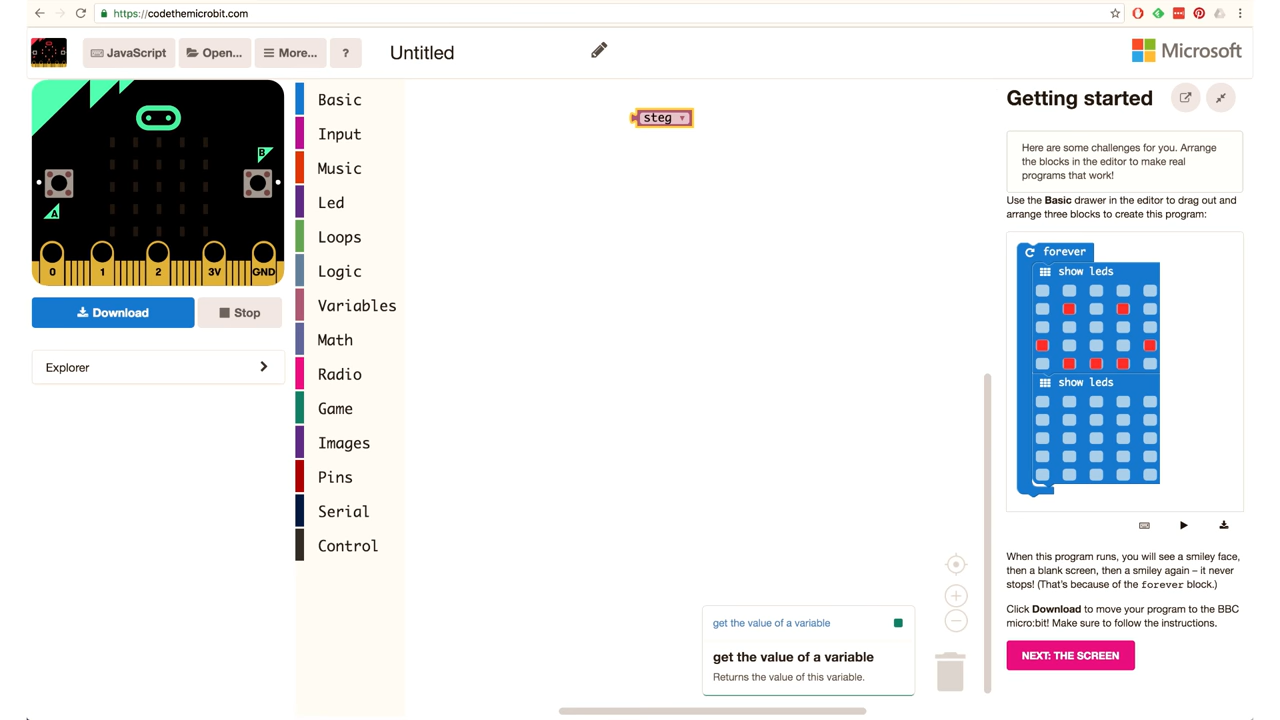 https://codethemicrobit.com
JavaScript
Open...
More...
?
Untitled
Microsoft
B
A
0
1
2
3V
GND
Download
Stop
Explorer
Basic
Input
Music
Led
Loops
Logic
Variables
Math
Radio
Game
Images
Pins
Serial
Control
steg
get the value of a variable
get the value of a variable
Returns the value of this variable.
Getting started
Here are some challenges for you. Arrange
the blocks in the editor to make real
programs that work!
Use the Basic drawer in the editor to drag out and
arrange three blocks to create this program:
forever
show leds
show leds
When this program runs, you will see a smiley face,
then a blank screen, then a smiley again – it never
stops! (That's because of the forever block.)
Click Download to move your program to the BBC
micro:bit! Make sure to follow the instructions.
NEXT: THE SCREEN